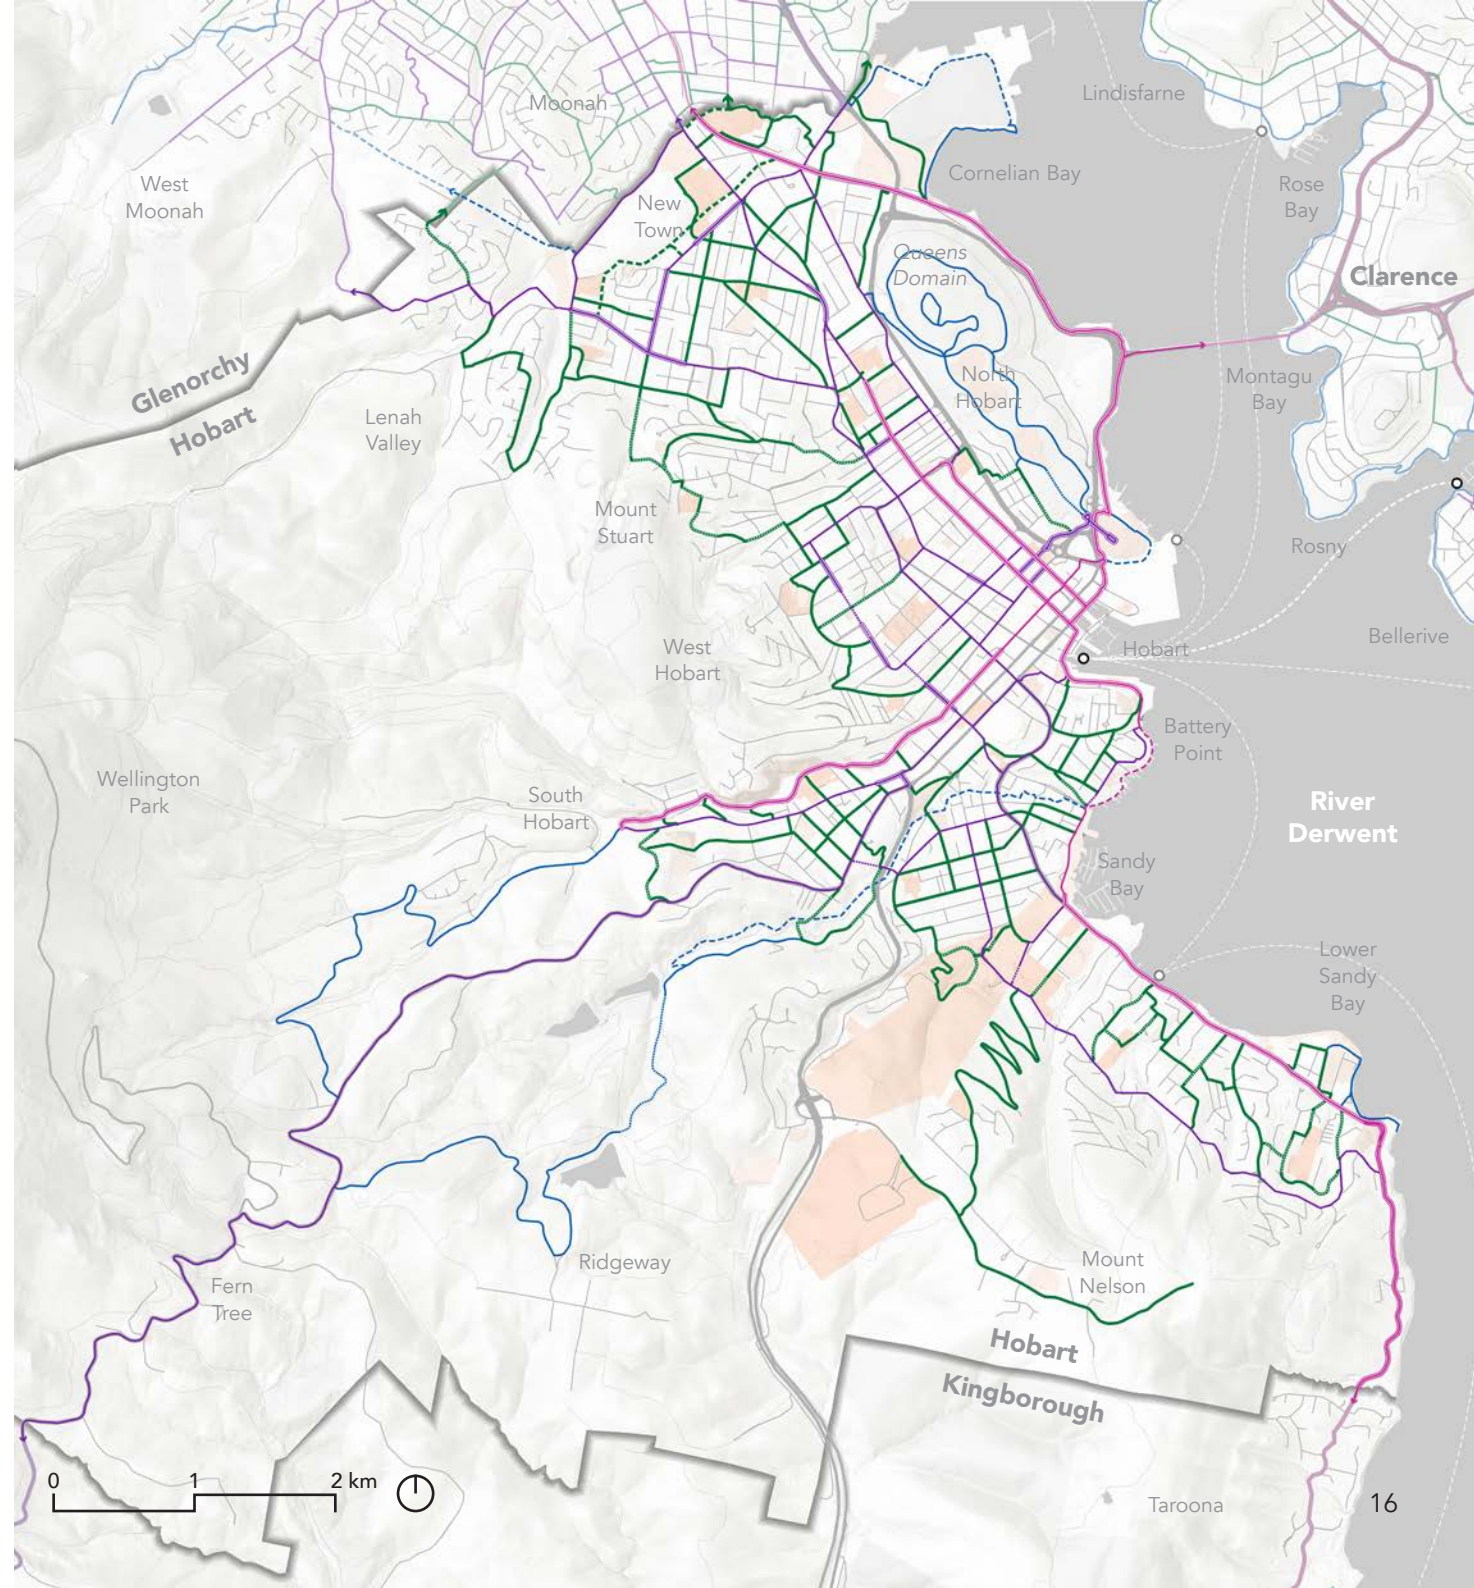 Lindisfarne
Moonah
Cornelian Bay
West
Moonah
Rose
Bay
New
Town
Queens
Domain
Clarence
Glenorchy
Hobart
Montagu
Bay
North
Hobart
Lenah
Valley
Mount
Stuart
Rosny
West
Hobart
Hobart
Bellerive
Battery
Point
Wellington
Park
South
Hobart
River
Derwent
Sandy
Bay
Lower
Sandy
Bay
Ridgeway
Mount
Nelson
Fern
Tree
Hobart
Kingborough
0 1 2 km
Taroona
16